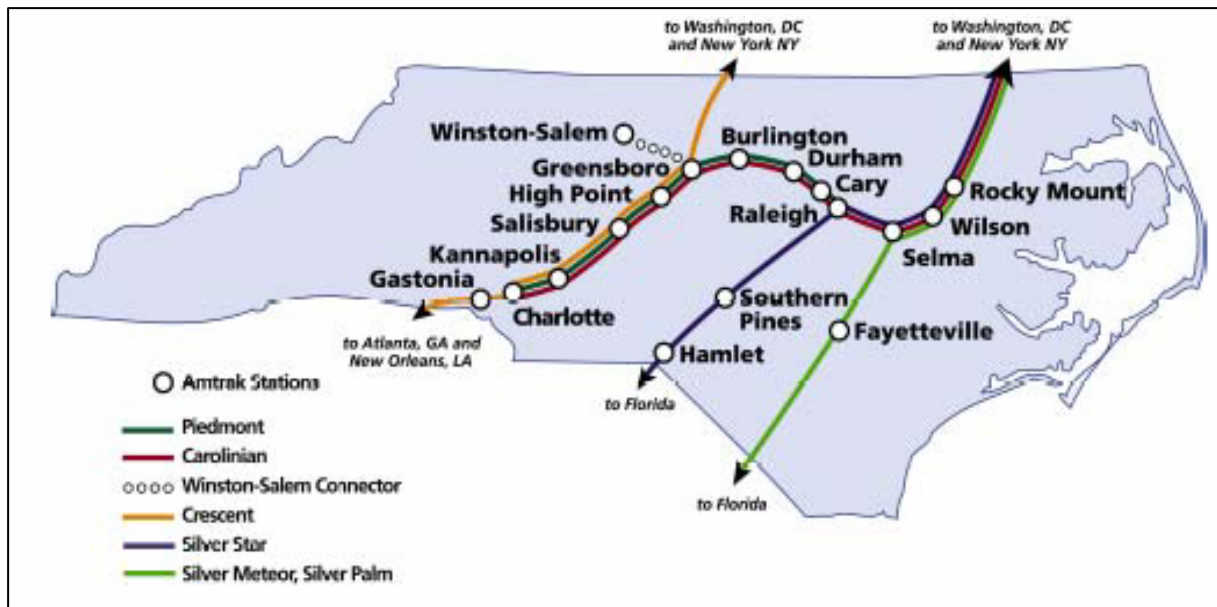 to Washington, DC
and New York NY
to Washington, DC
and New York NY
Winston-Salem
Burlington
Greensboro
Durham
High Point
Cary
Rocky Mount
Salisbury
Raleigh
Wilson
Kannapolis
Selma
Gastonia
Charlotte
Southern
Pines
Fayetteville
to Atlanta, GA and
New Orleans, LA
Hamlet
to Florida
to Florida
Amtrak Stations
Piedmont
Carolinian
Winston-Salem Connector
Crescent
Silver Star
Silver Meteor, Silver Palm